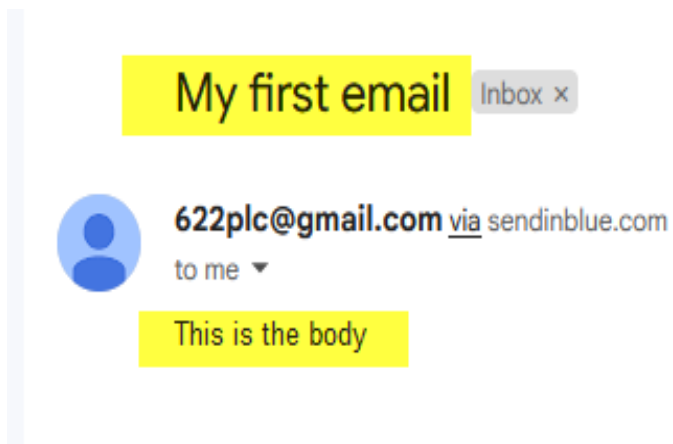 My first email Inbox ×
622plc@gmail.com via sendinblue.com
to me
This is the body